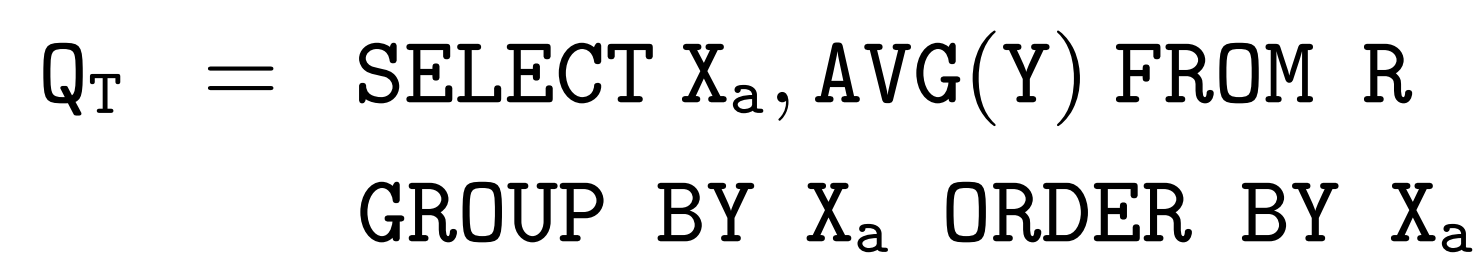 Q_T = SELECT X_a, AVG(Y) FROM R
GROUP BY X_a ORDER BY X_a